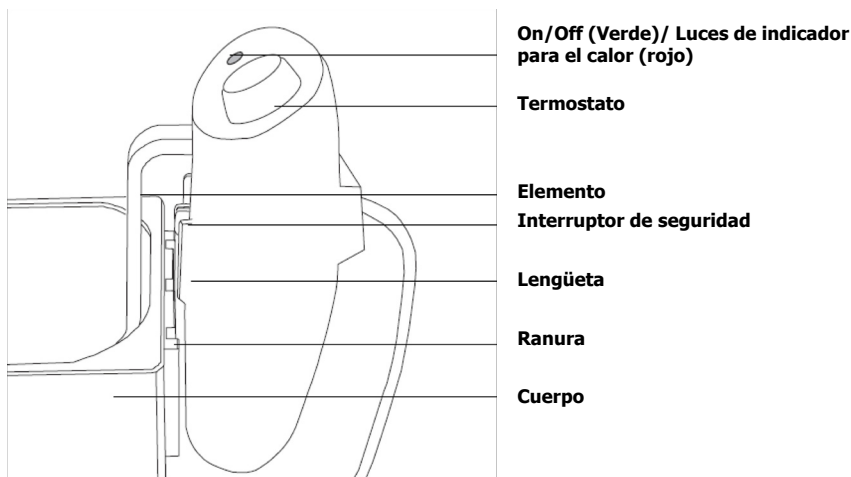 On/Off (Verde)/ Luces de indicador
para el calor (rojo)
Termostato
Elemento
Interruptor de seguridad
Lengüeta
Ranura
Cuerpo